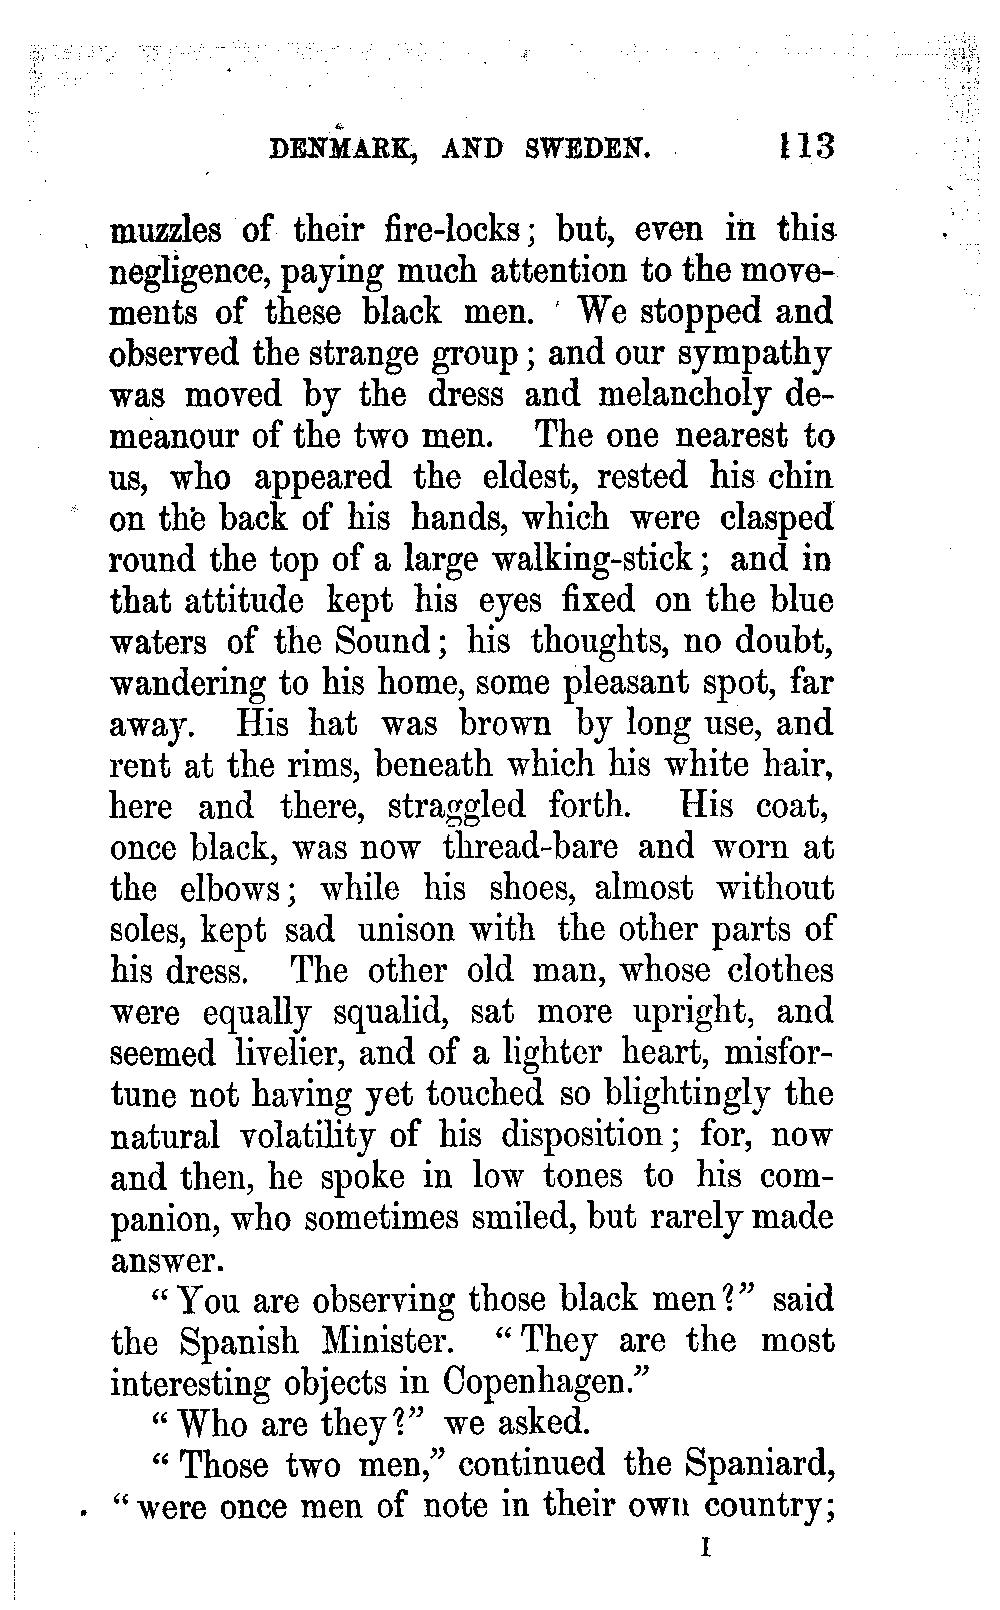 DENMARK, AND SWEDEN. 113
muzzles of their fire-locks; but, even in this
negligence, paying much attention to the move-
ments of these black men. We stopped and
observed the strange group; and our sympathy
was moved by the dress and melancholy de-
meanour of the two men. The one nearest to
us, who appeared the eldest, rested his chin
on the back of his hands, which were clasped
round the top of a large walking-stick; and in
that attitude kept his eyes fixed on the blue
waters of the Sound; his thoughts, no doubt,
wandering to his home, some pleasant spot, far
away. His hat was brown by long use, and
rent at the rims, beneath which his white hair,
here and there, straggled forth. His coat,
once black, was now thread-bare and worn at
the elbows; while his shoes, almost without
soles, kept sad unison with the other parts of
his dress. The other old man, whose clothes
were equally squalid, sat more upright, and
seemed livelier, and of a lighter heart, misfor-
tune not having yet touched so blightingly the
natural volatility of his disposition; for, now
and then, he spoke in low tones to his com-
panion, who sometimes smiled, but rarely made
answer.
“You are observing those black men?” said
the Spanish Minister. “They are the most
interesting objects in Copenhagen.”
“Who are they?” we asked.
“Those two men,” continued the Spaniard,
“were once men of note in their own country;
I